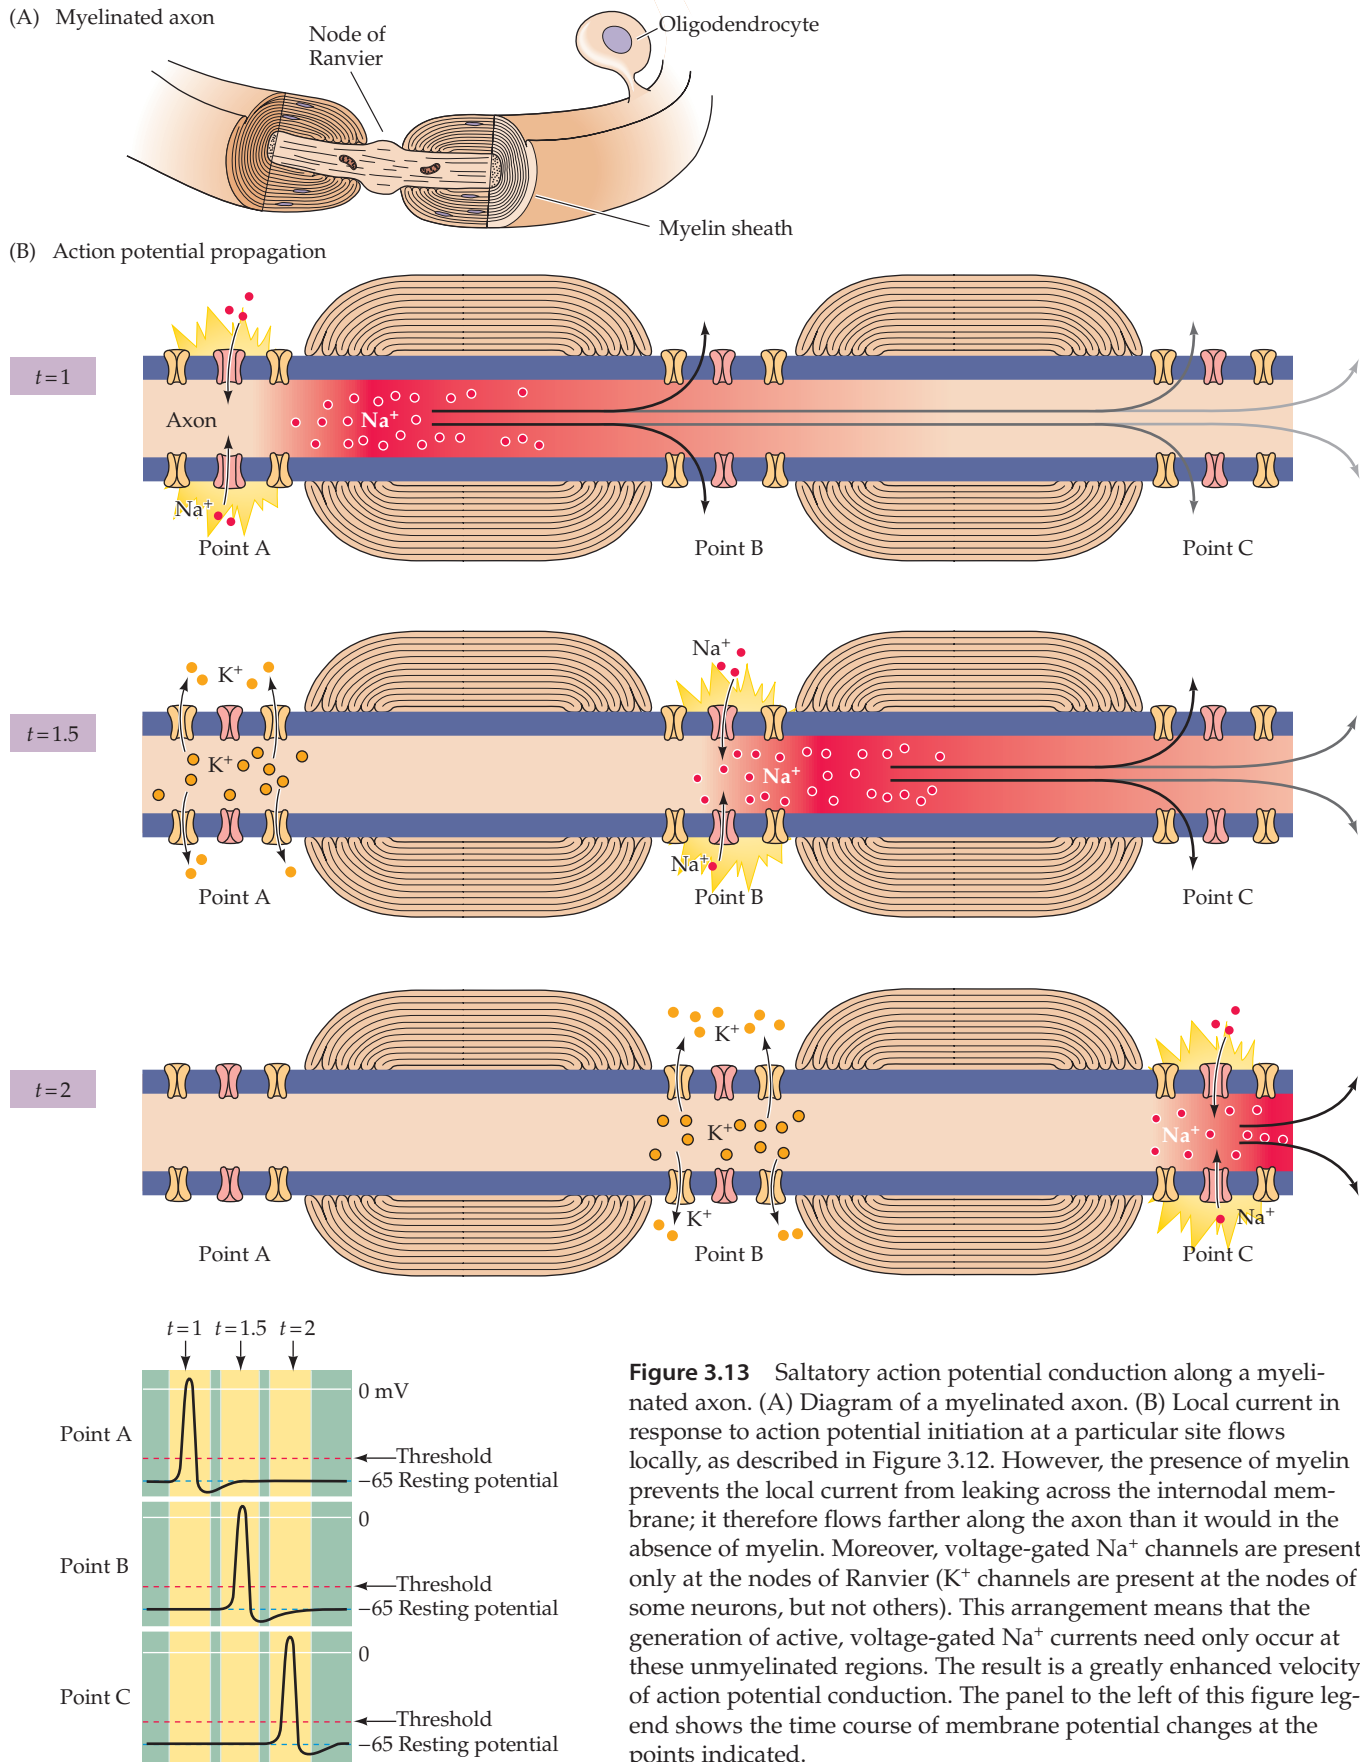 (A) Myelinated axon
Node of
Ranvier
Oligodendrocyte
Myelin sheath
(B) Action potential propagation
t=1
Axon
Na⁺
Na⁺
Point A
Point B
Point C
t=1.5
K⁺
K⁺
Na⁺
Na⁺
Na⁺
Point A
Point B
Point C
t=2
K⁺
K⁺
K⁺
Na⁺
Na⁺
Point A
Point B
Point C
t=1 t=1.5 t=2
0 mV
Point A
Threshold
–65 Resting potential
0
Point B
Threshold
–65 Resting potential
0
Point C
Threshold
–65 Resting potential
Figure 3.13 Saltatory action potential conduction along a myeli-
nated axon. (A) Diagram of a myelinated axon. (B) Local current in
response to action potential initiation at a particular site flows
locally, as described in Figure 3.12. However, the presence of myelin
prevents the local current from leaking across the internodal mem-
brane; it therefore flows farther along the axon than it would in the
absence of myelin. Moreover, voltage-gated Na⁺ channels are present
only at the nodes of Ranvier (K⁺ channels are present at the nodes of
some neurons, but not others). This arrangement means that the
generation of active, voltage-gated Na⁺ currents need only occur at
these unmyelinated regions. The result is a greatly enhanced velocity
of action potential conduction. The panel to the left of this figure leg-
end shows the time course of membrane potential changes at the
points indicated.